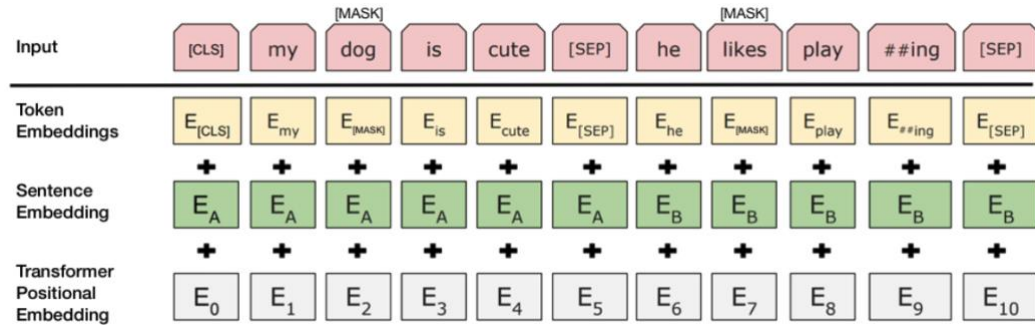 [MASK] [MASK]
Input [CLS] my dog is cute [SEP] he likes play ##ing [SEP]
Token
Embeddings
E[CLS] Emy E[MASK] Eis Ecute E[SEP] Ehe E[MASK] Eplay E##ing E[SEP]
+ + + + + + + + + + +
Sentence
Embedding
EA EA EA EA EA EA EB EB EB EB EB
+ + + + + + + + + + +
Transformer
Positional
Embedding
E0 E1 E2 E3 E4 E5 E6 E7 E8 E9 E10